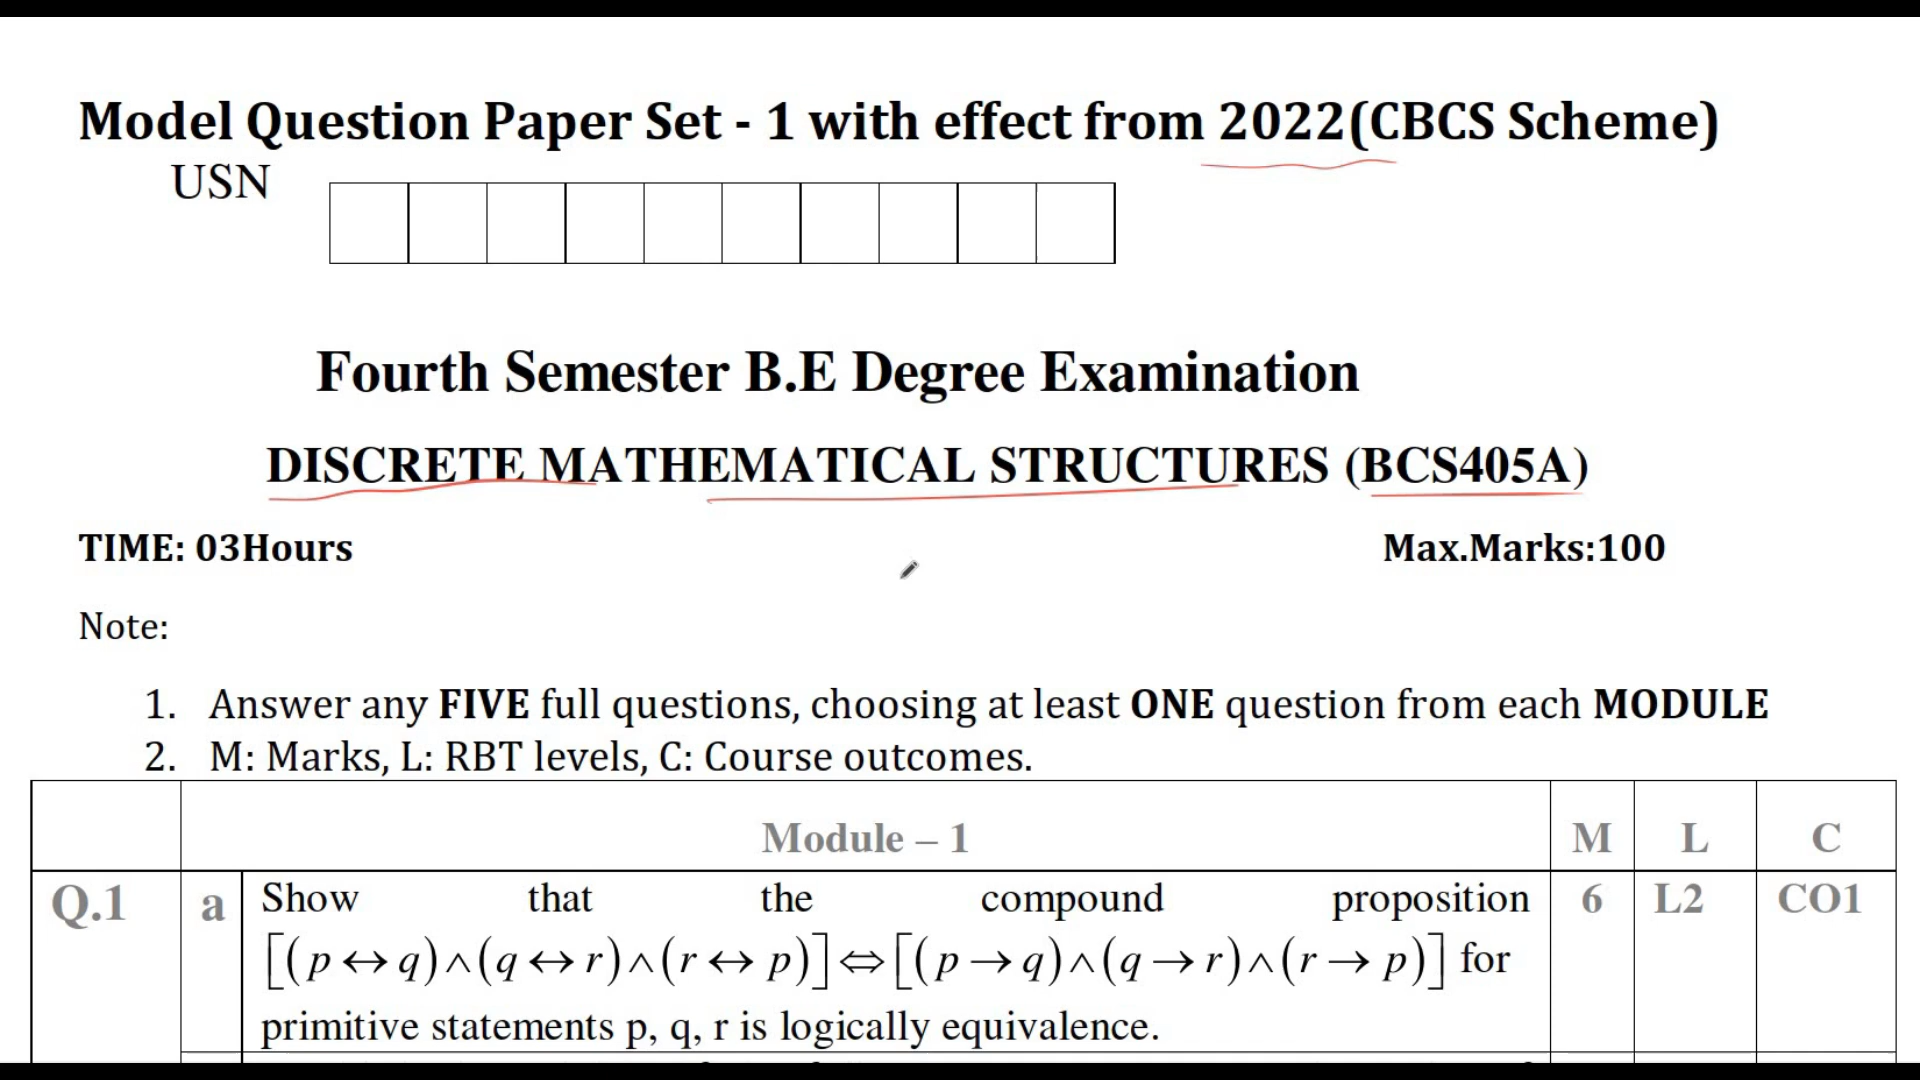 Model Question Paper Set - 1 with effect from 2022(CBCS Scheme)
USN
Fourth Semester B.E Degree Examination
DISCRETE MATHEMATICAL STRUCTURES (BCS405A)
TIME: 03Hours Max.Marks:100
Note:
1. Answer any FIVE full questions, choosing at least ONE question from each MODULE
2. M: Marks, L: RBT levels, C: Course outcomes.
Module – 1 M L C
Q.1 a Show that the compound proposition 6 L2 CO1
[(p ↔ q) ∧ (q ↔ r) ∧ (r ↔ p)] ⇔ [(p → q) ∧ (q → r) ∧ (r → p)] for
primitive statements p, q, r is logically equivalence.